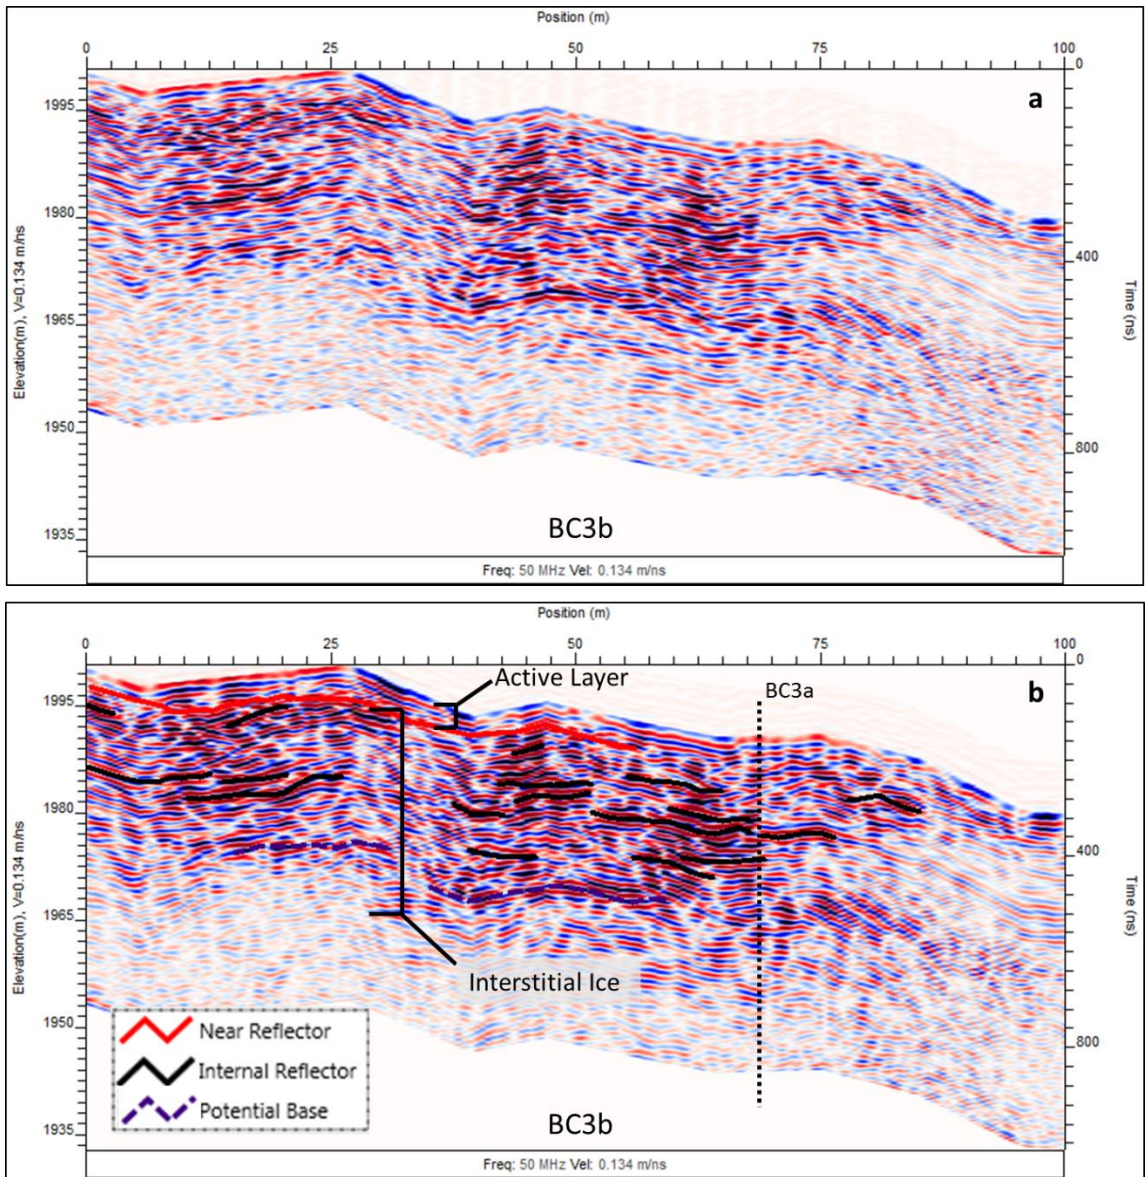 Position (m)
0 25 50 75 100
a
0
1995
1980
1965
1950
1935
Elevation(m), V=0.134 m/ns
400
800
Time (ns)
BC3b
Freq: 50 MHz Vel: 0.134 m/ns
Position (m)
0 25 50 75 100
b
0
Active Layer
BC3a
1995
1980
1965
1950
1935
Elevation(m), V=0.134 m/ns
400
800
Time (ns)
Interstitial Ice
Near Reflector
Internal Reflector
Potential Base
BC3b
Freq: 50 MHz Vel: 0.134 m/ns